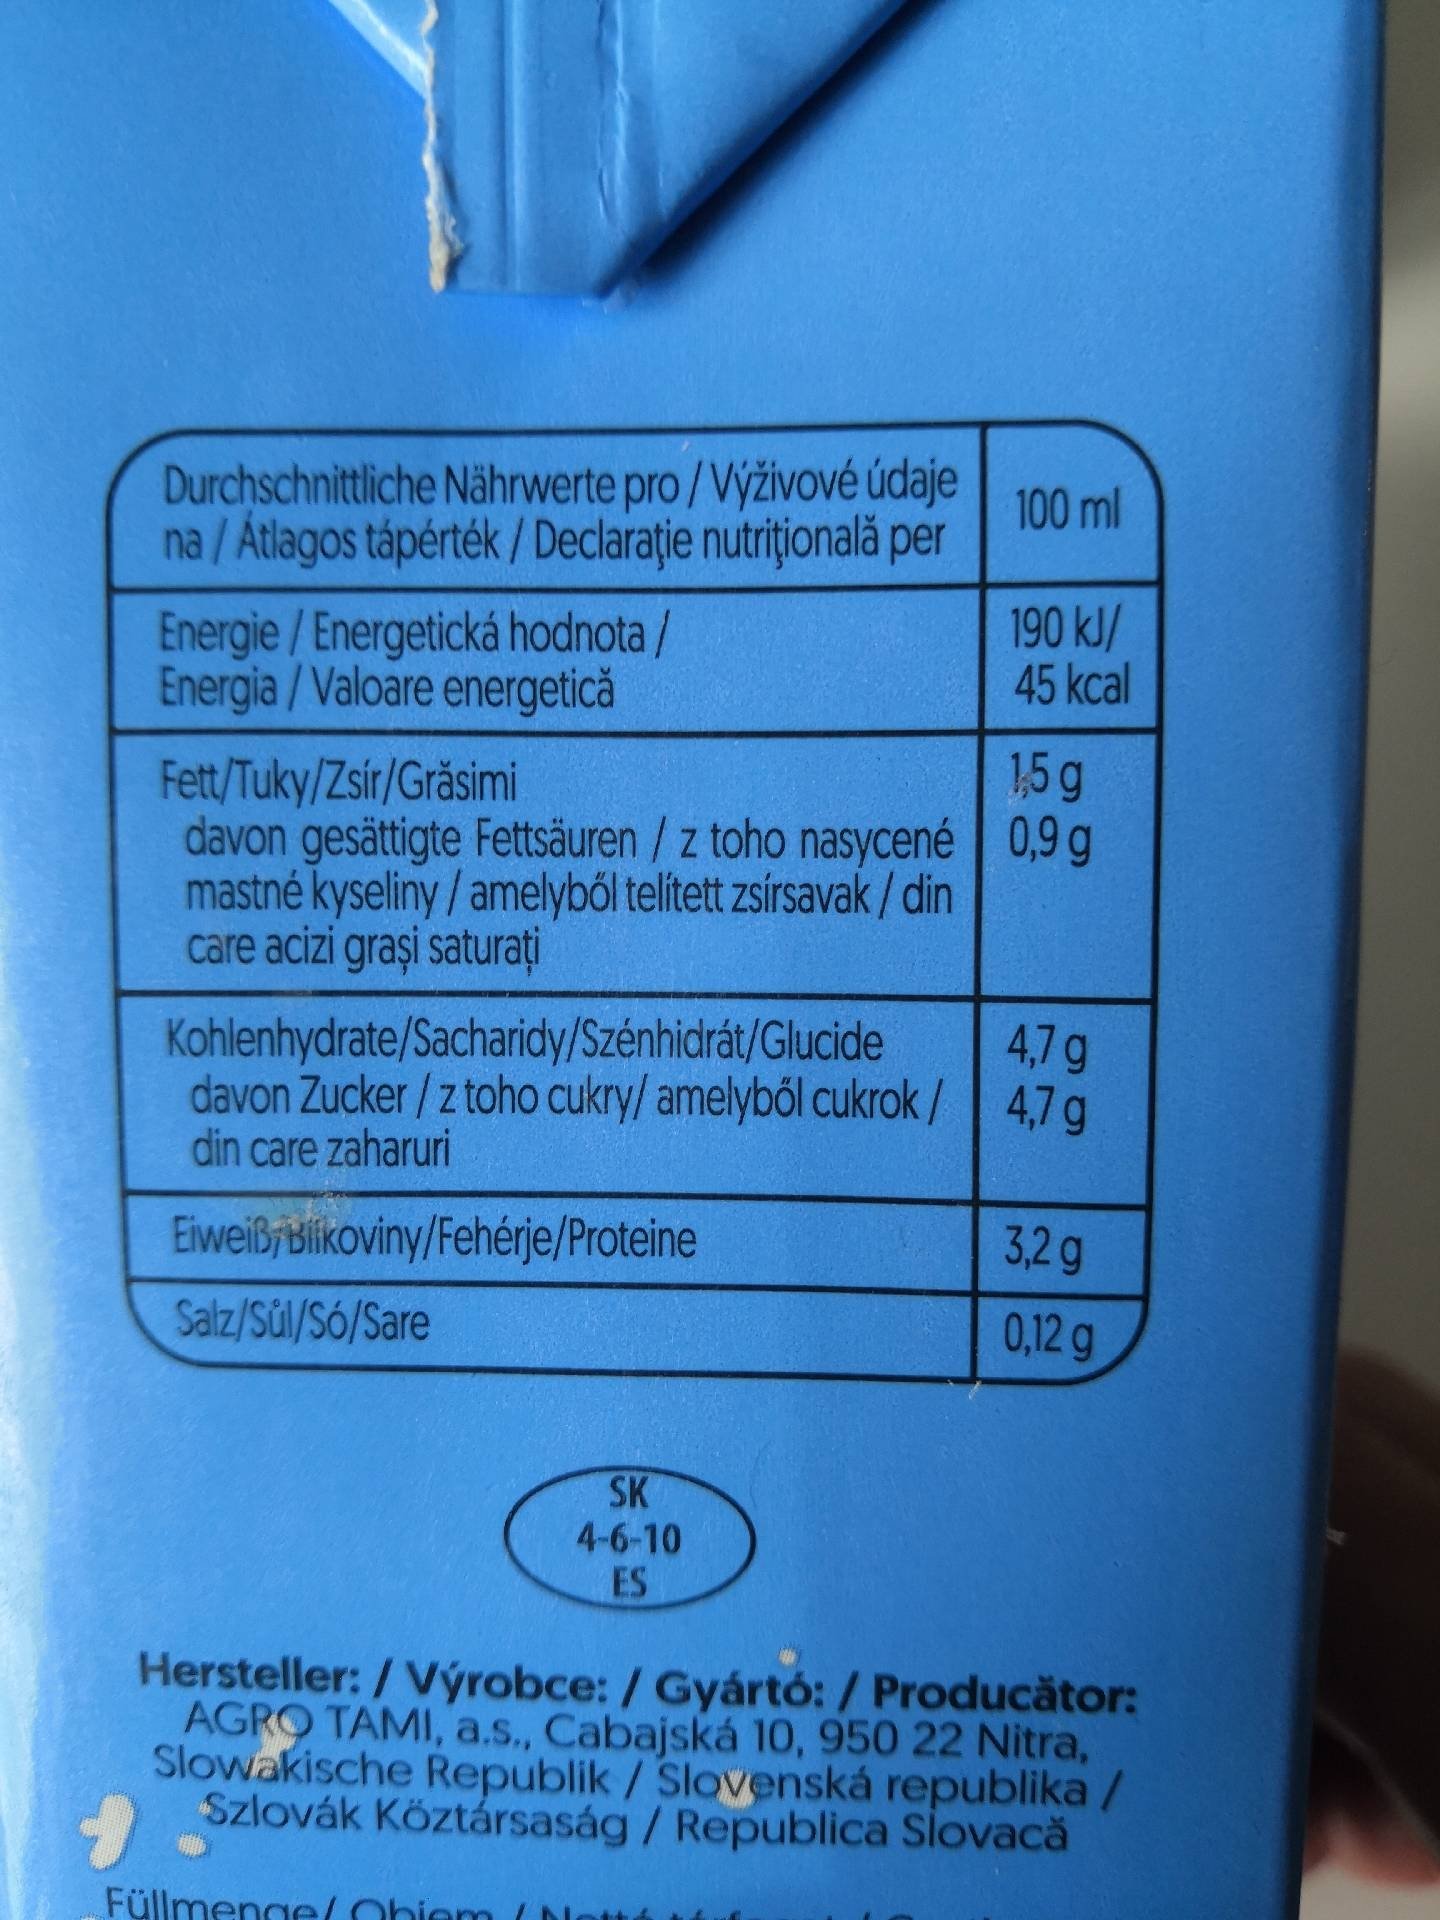 Durchschnittliche Nährwerte pro / Výživové údaje
na / Átlagos tápérték / Declaraţie nutriţională per
100 ml
Energie / Energetická hodnota /
Energia / Valoare energetică
190 kJ/
45 kcal
Fett/Tuky/Zsír/Grăsimi
1,5 g
davon gesättigte Fettsäuren / z toho nasycené
mastné kyseliny / amelyből telített zsírsavak / din
care acizi grași saturaţi
0,9 g
Kohlenhydrate/Sacharidy/Szénhidrát/Glucide
4,7 g
davon Zucker / z toho cukry/ amelyből cukrok /
din care zaharuri
4,7 g
Eiweiß/Bílkoviny/Fehérje/Proteine
3,2 g
Salz/Sůl/Só/Sare
0,12 g
SK
4-6-10
ES
Hersteller: / Výrobce: / Gyártó: / Producător:
AGRO TAMI, a.s., Cabajská 10, 950 22 Nitra,
Slowakische Republik / Slovenská republika /
Szlovák Köztársaság / Republica Slovacă
Füllmenge/ Objem /